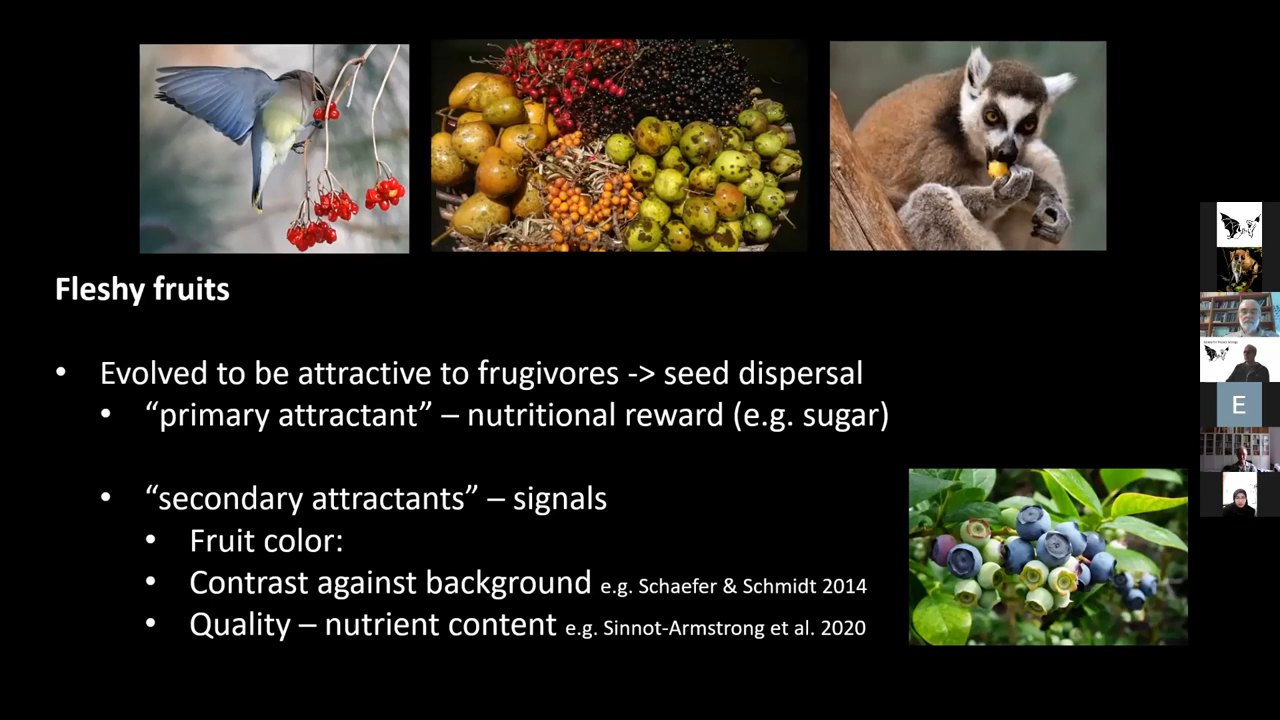 Fleshy fruits
• Evolved to be attractive to frugivores -> seed dispersal
• “primary attractant” – nutritional reward (e.g. sugar)
• “secondary attractants” – signals
• Fruit color:
• Contrast against background e.g. Schaefer & Schmidt 2014
• Quality – nutrient content e.g. Sinnot-Armstrong et al. 2020
E